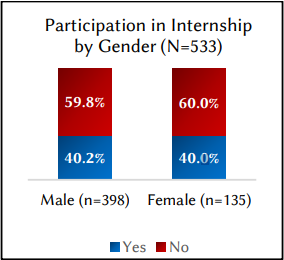 Participation in Internship
by Gender (N=533)
59.8% 60.0%
40.2% 40.0%
Male (n=398) Female (n=135)
Yes No